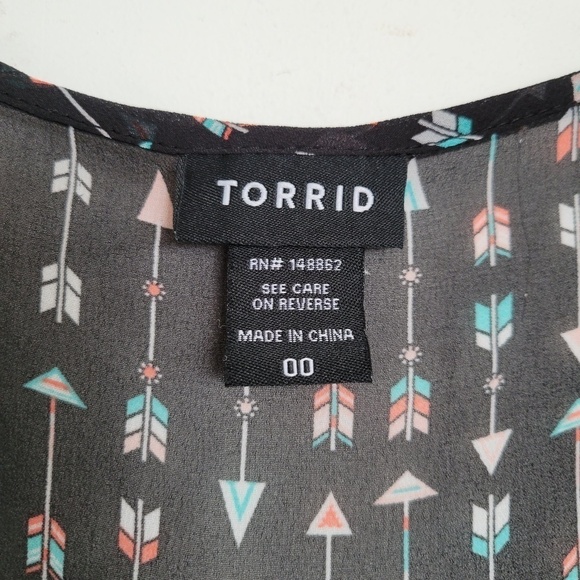 TORRID
RN# 148862
SEE CARE
ON REVERSE
MADE IN CHINA
00